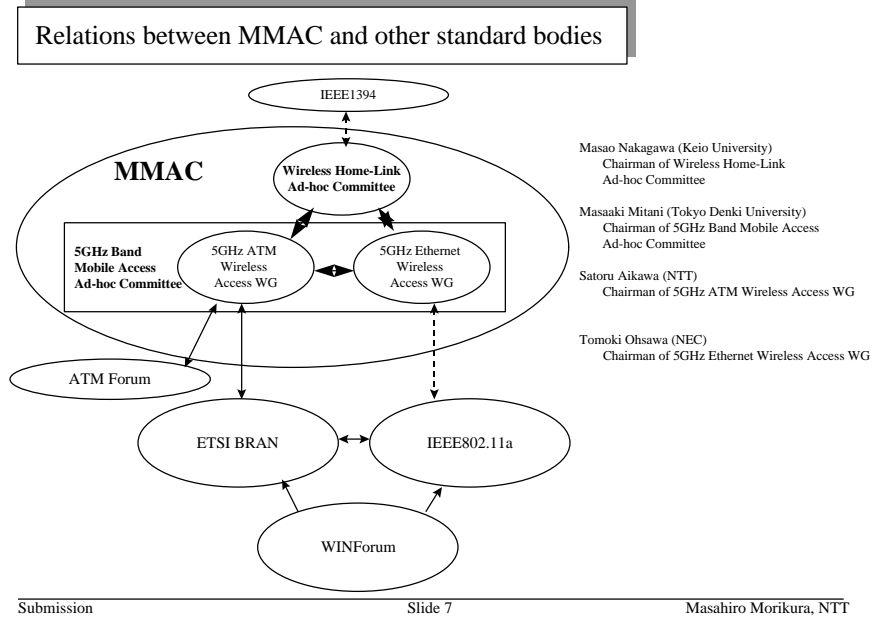 Relations between MMAC and other standard bodies
IEEE1394
MMAC
Wireless Home-Link
Ad-hoc Committee
5GHz Band
Mobile Access
Ad-hoc Committee
5GHz ATM
Wireless
Access WG
5GHz Ethernet
Wireless
Access WG
ATM Forum
ETSI BRAN
IEEE802.11a
WINForum
Masao Nakagawa (Keio University)
Chairman of Wireless Home-Link
Ad-hoc Committee
Masaaki Mitani (Tokyo Denki University)
Chairman of 5GHz Band Mobile Access
Ad-hoc Committee
Satoru Aikawa (NTT)
Chairman of 5GHz ATM Wireless Access WG
Tomoki Ohsawa (NEC)
Chairman of 5GHz Ethernet Wireless Access WG
Submission
Slide 7
Masahiro Morikura, NTT